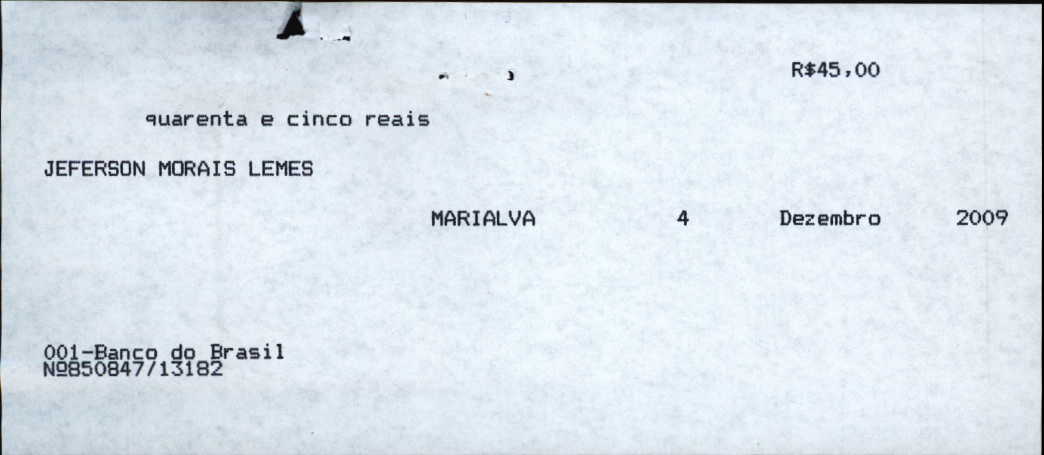 R$45,00
quarenta e cinco reais
JEFERSON MORAIS LEMES
MARIALVA 4 Dezembro 2009
001-Banco do Brasil
Nº850847/13182